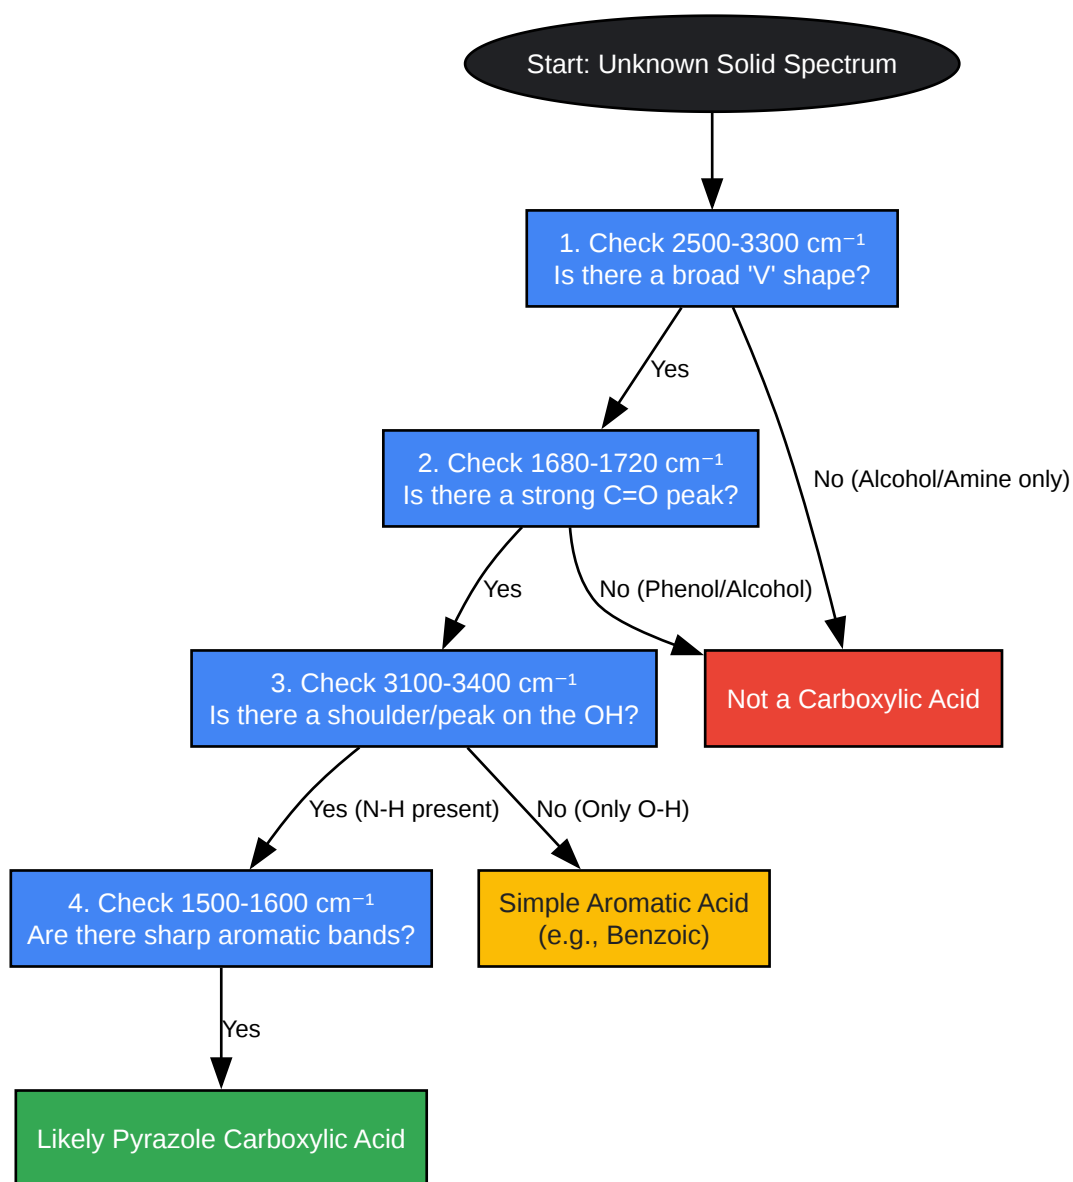 Start: Unknown Solid Spectrum
1. Check 2500-3300 cm⁻¹
Is there a broad 'V' shape?
Yes
2. Check 1680-1720 cm⁻¹
Is there a strong C=O peak?
No (Alcohol/Amine only)
Yes
No (Phenol/Alcohol)
3. Check 3100-3400 cm⁻¹
Is there a shoulder/peak on the OH?
Not a Carboxylic Acid
Yes (N-H present)
No (Only O-H)
4. Check 1500-1600 cm⁻¹
Are there sharp aromatic bands?
Simple Aromatic Acid
(e.g., Benzoic)
Yes
Likely Pyrazole Carboxylic Acid